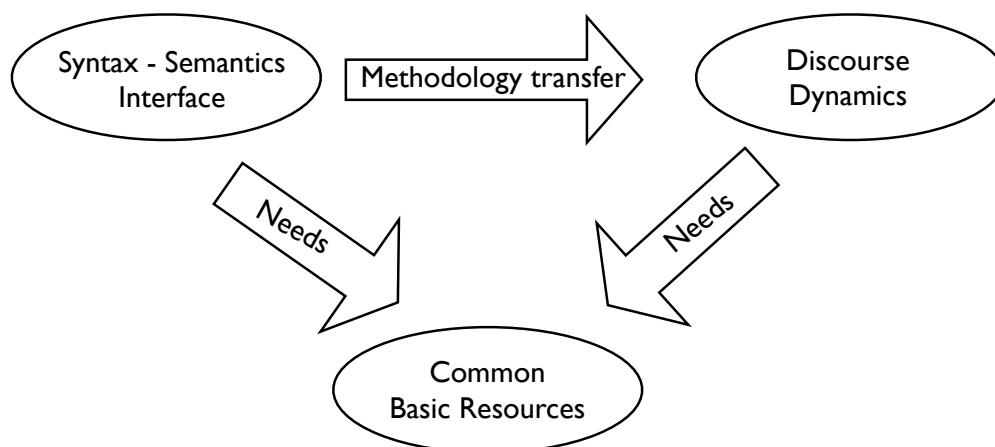 Syntax - Semantics
Interface
Methodology transfer
Discourse
Dynamics
Needs
Needs
Common
Basic Resources